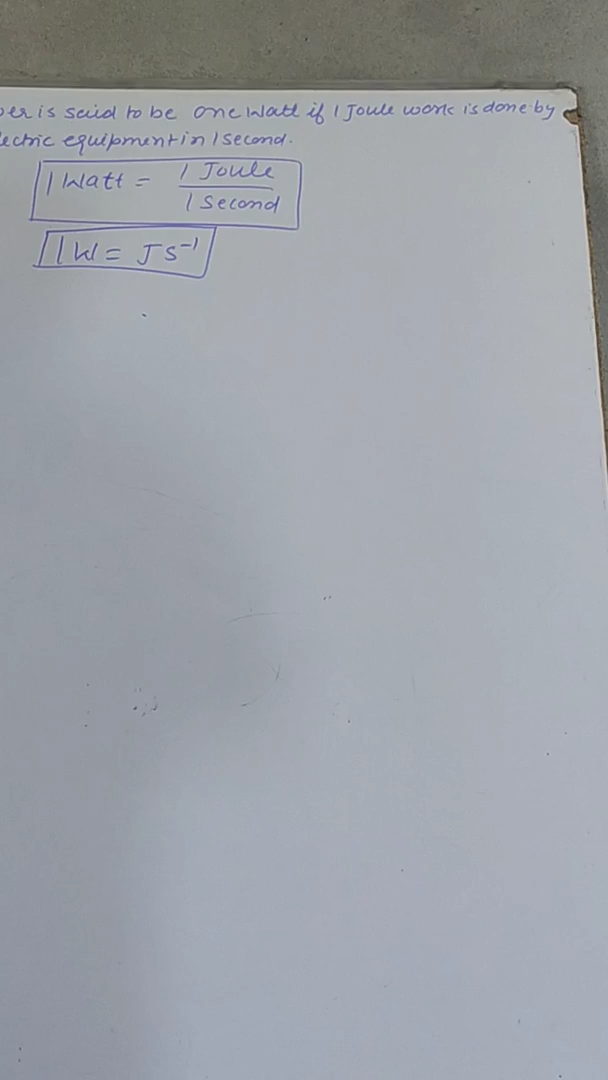 is said to be one Watt if 1 Joule work is done by
equipment in 1 second.
1 Watt = 1 Joule
1 Second
1 W = J S⁻¹